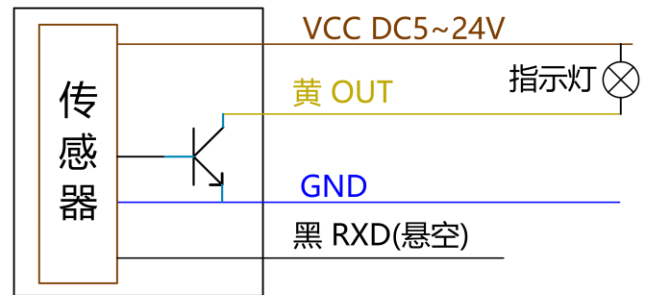 VCC DC5~24V
指示灯
黄 OUT
传感器
GND
黑 RXD(悬空)